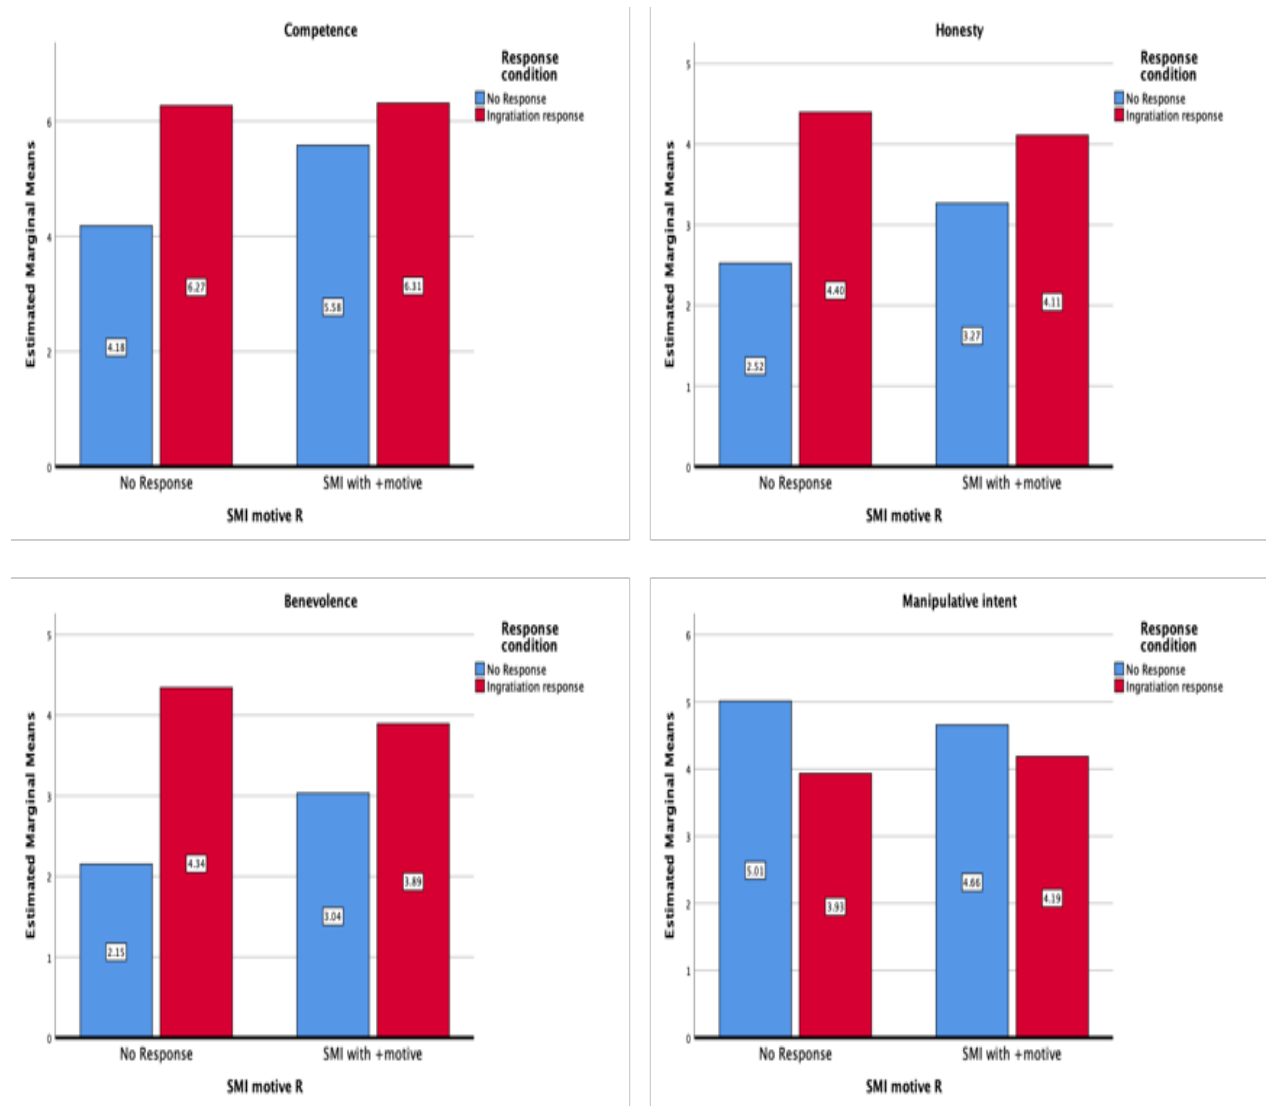 Competence
Response
condition
No Response
Ingratiation response
Estimated Marginal Means
6
4
2
0
4.18
6.27
5.58
6.31
No Response
SMI with +motive
SMI motive R
Honesty
Response
condition
No Response
Ingratiation response
Estimated Marginal Means
5
4
3
2
1
0
2.52
4.40
3.27
4.11
No Response
SMI with +motive
SMI motive R
Benevolence
Response
condition
No Response
Ingratiation response
Estimated Marginal Means
5
4
3
2
1
0
2.15
4.34
3.04
3.89
No Response
SMI with +motive
SMI motive R
Manipulative intent
Response
condition
No Response
Ingratiation response
Estimated Marginal Means
6
5
4
3
2
1
0
5.01
3.93
4.66
4.19
No Response
SMI with +motive
SMI motive R